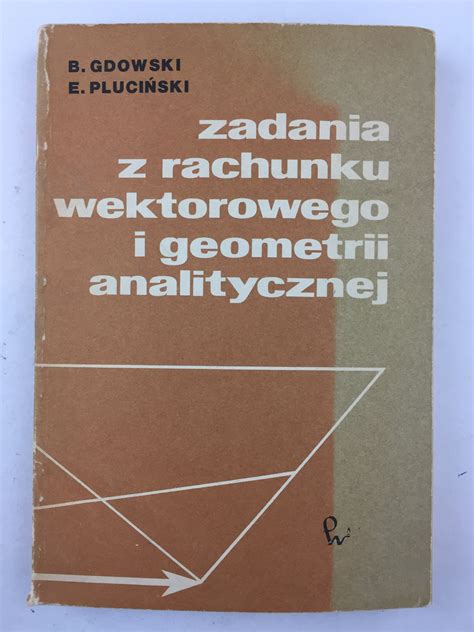 B. GDOWSKI
E. PLUCIŃSKI
zadania
z rachunku
wektorowego
i geometrii
analitycznej